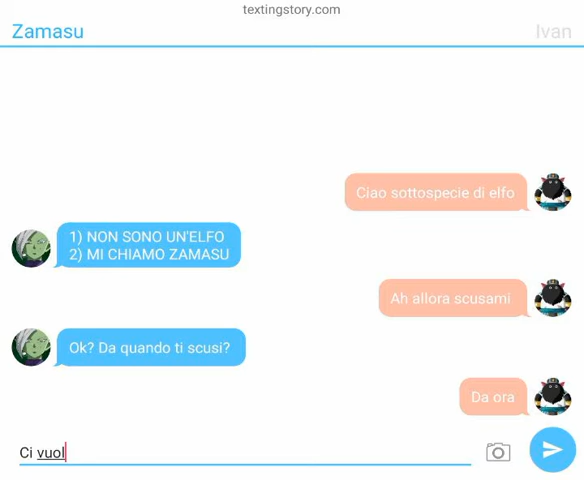 textingstory.com
Zamasu
Ivan
Ciao sottospecie di elfo
1) NON SONO UN'ELFO
2) MI CHIAMO ZAMASU
Ah allora scusami
Ok? Da quando ti scusi?
Da ora
Ci vuol